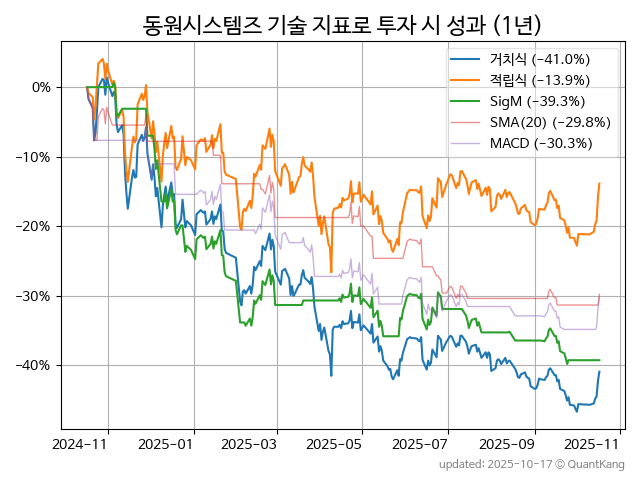 동원시스템즈 기술 지표로 투자 시 성과 (1년)
거치식 (−41.0%)
적립식 (−13.9%)
SigM (−39.3%)
SMA(20) (−29.8%)
MACD (−30.3%)
0%
−10%
−20%
−30%
−40%
2024−11 2025−01 2025−03 2025−05 2025−07 2025−09 2025−11
updated: 2025-10-17 © QuantKang